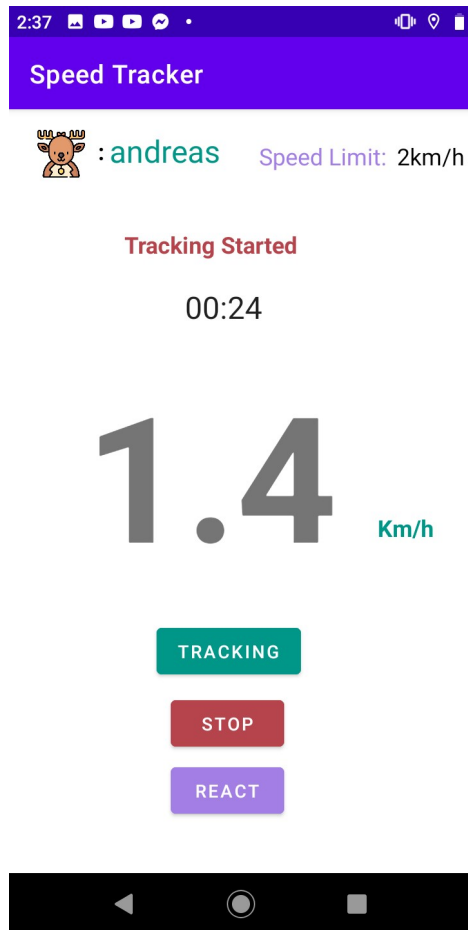 2:37
Speed Tracker
: andreas
Speed Limit: 2km/h
Tracking Started
00:24
1.4 Km/h
TRACKING
STOP
REACT